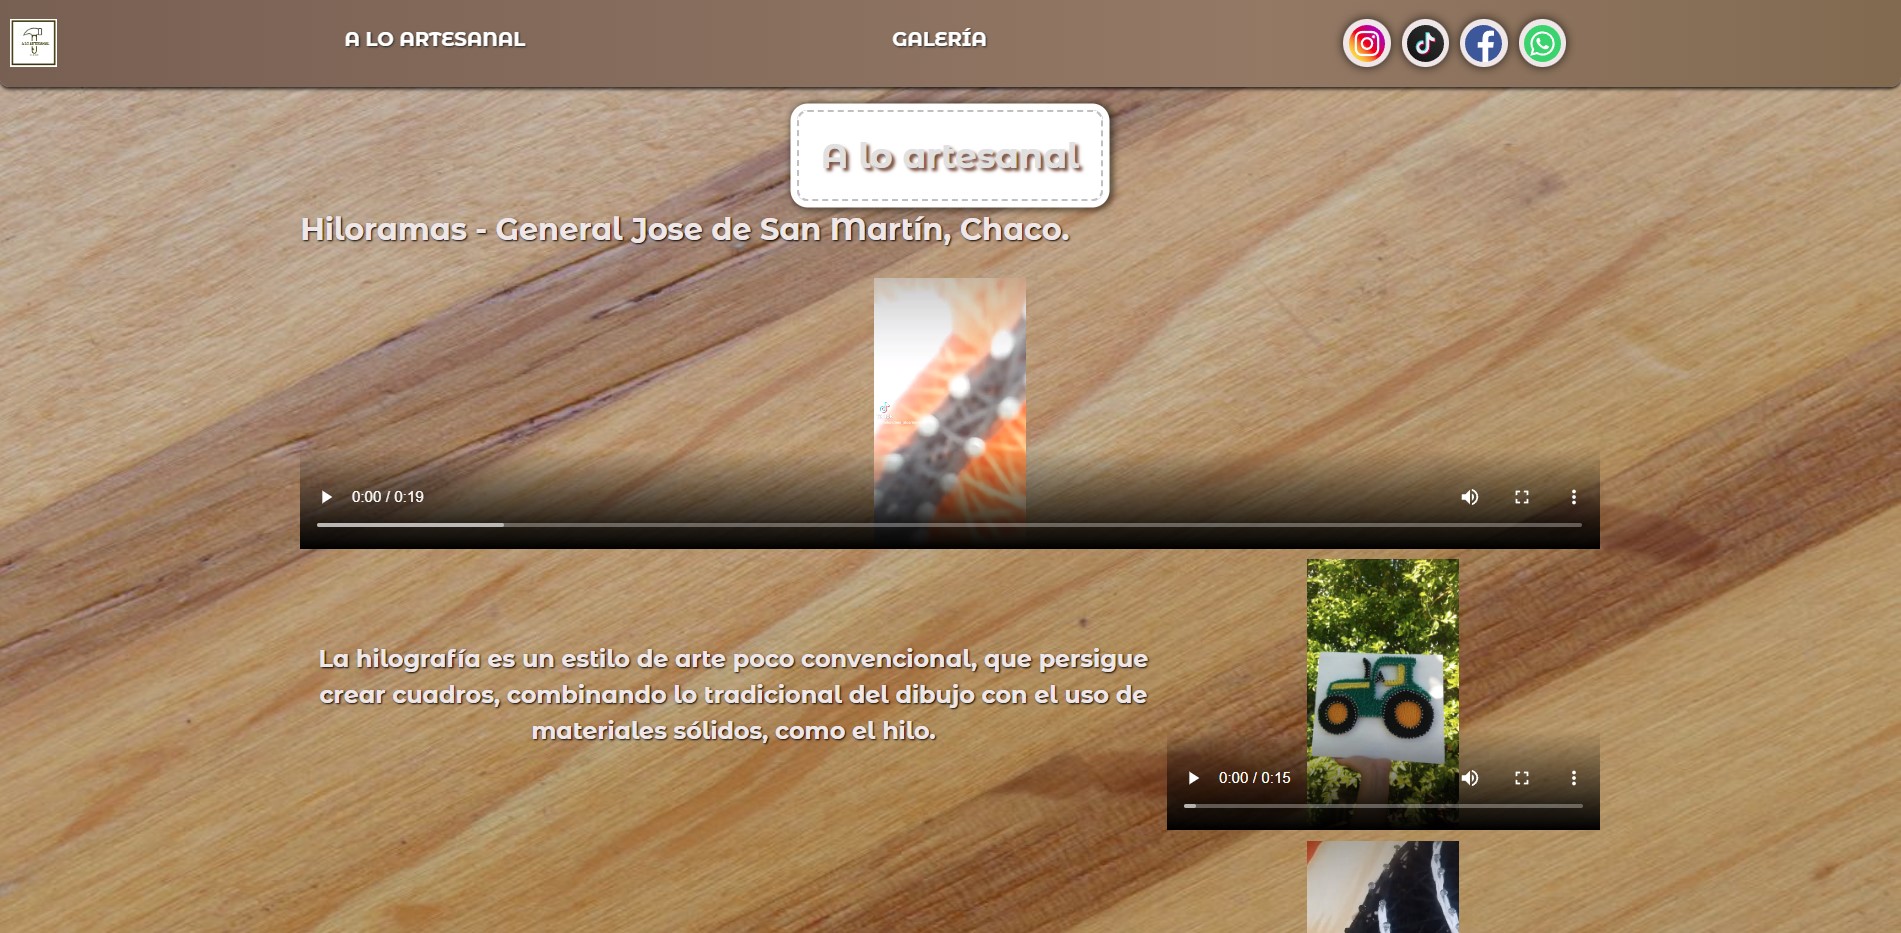 A LO ARTESANAL
GALERÍA
A lo artesanal
Hiloramas - General Jose de San Martín, Chaco.
0:00 / 0:19
La hilografía es un estilo de arte poco convencional, que persigue
crear cuadros, combinando lo tradicional del dibujo con el uso de
materiales sólidos, como el hilo.
0:00 / 0:15